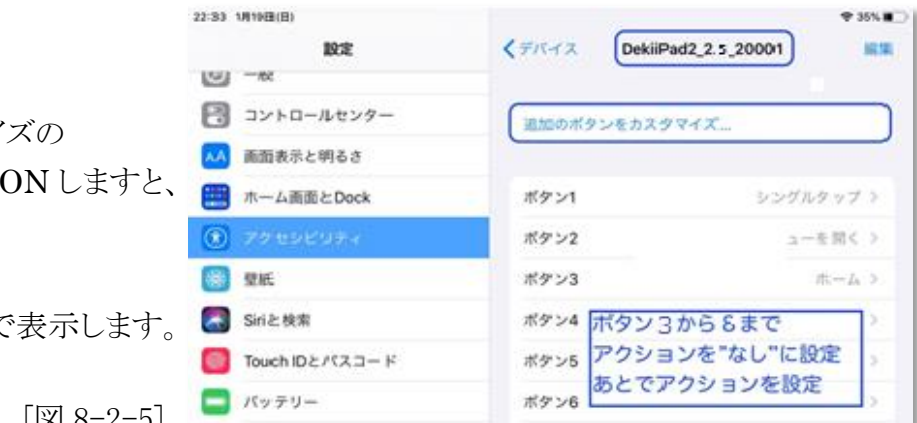 イズの
ONしますと、
で表示します。
[図 8-2-5]
22:33 1月19日(日)
35%
設定
一般
コントロールセンター
画面表示と明るさ
AA
ホーム画面とDock
アクセシビリティ
壁紙
Siriと検索
Touch IDとパスコード
バッテリー
デバイス
DekiiPad2_2.5_20001
編集
追加のボタンをカスタマイズ...
ボタン1 シングルタップ
ボタン2 ューを開く
ボタン3 ホーム
ボタン4
ボタン5
ボタン6
ボタン3から8まで
アクションを"なし"に設定
あとでアクションを設定